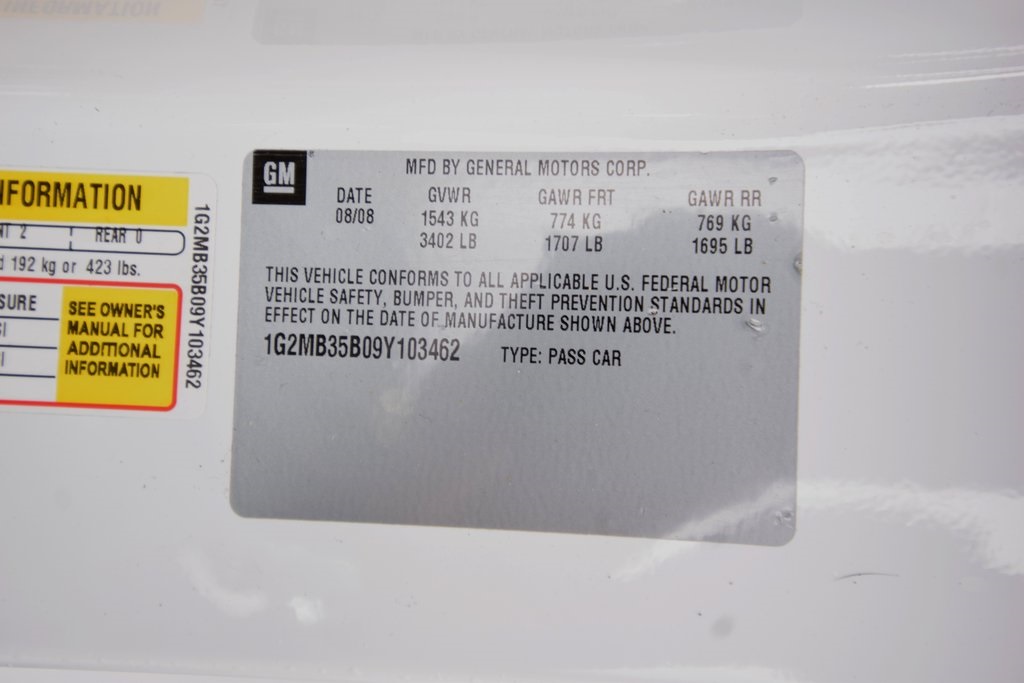 INFORMATION
NT 2 REAR 0
192 kg or 423 lbs.
SURE
SEE OWNER'S
MANUAL FOR
ADDITIONAL
INFORMATION
1G2MB35B09Y103462
GM
MFD BY GENERAL MOTORS CORP.
DATE GVWR GAWR FRT GAWR RR
08/08 1543 KG 774 KG 769 KG
3402 LB 1707 LB 1695 LB
THIS VEHICLE CONFORMS TO ALL APPLICABLE U.S. FEDERAL MOTOR
VEHICLE SAFETY, BUMPER, AND THEFT PREVENTION STANDARDS IN
EFFECT ON THE DATE OF MANUFACTURE SHOWN ABOVE.
1G2MB35B09Y103462 TYPE: PASS CAR